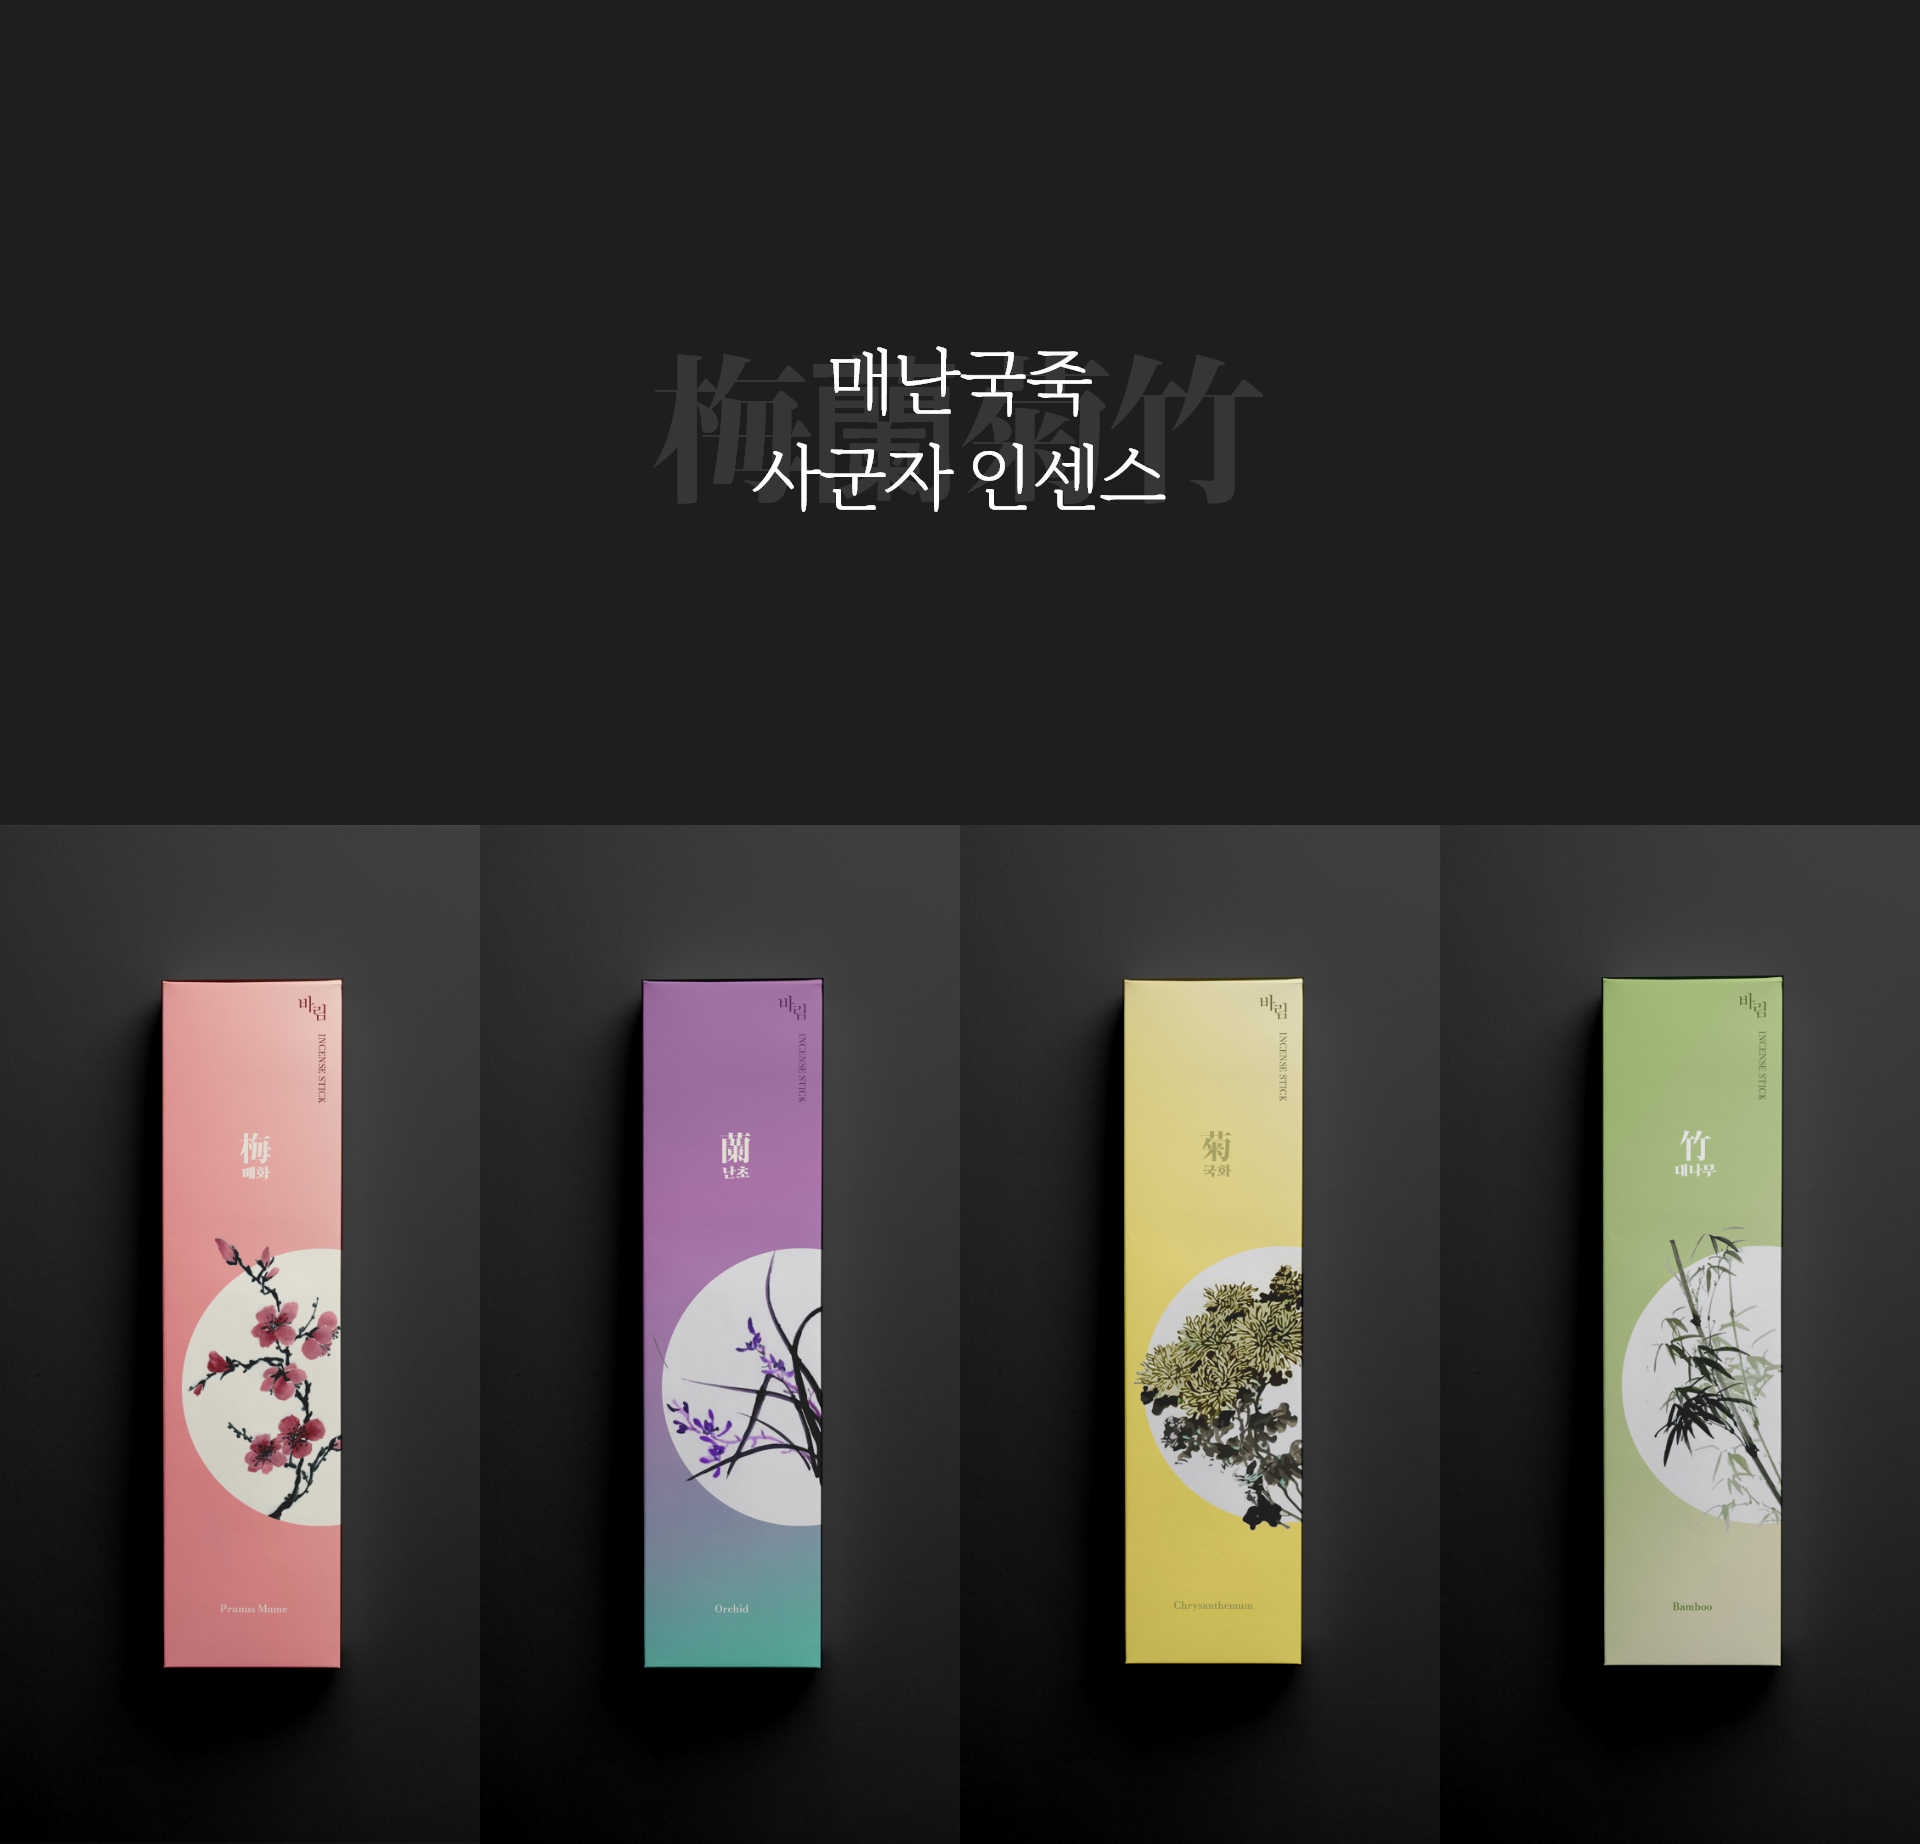 梅蘭菊竹
매난국죽
사군자 인센스
바림
INCENSE STICK
梅
매화
Prunus Mume
바림
INCENSE STICK
蘭
난초
Orchid
바림
INCENSE STICK
菊
국화
Chrysanthemum
바림
INCENSE STICK
竹
대나무
Bamboo